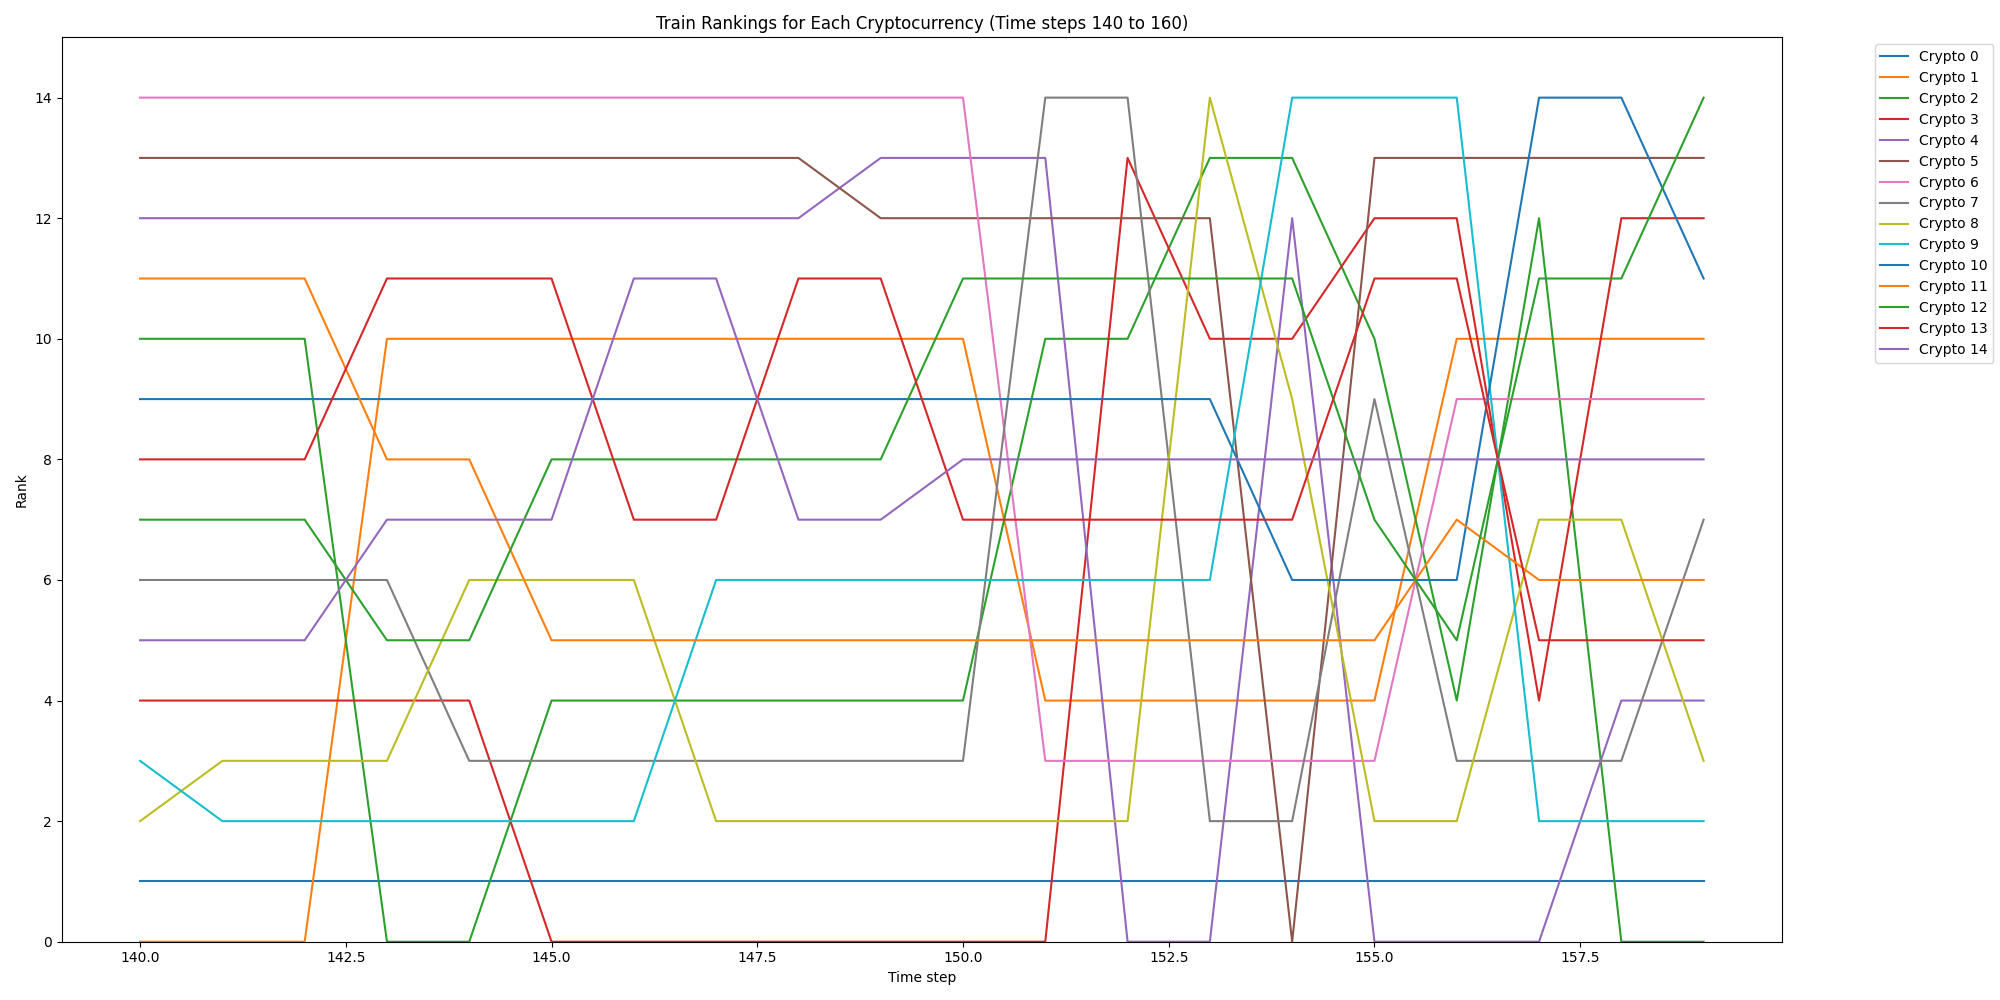 Train Rankings for Each Cryptocurrency (Time steps 140 to 160)
Rank
14
12
10
8
6
4
2
0
140.0 142.5 145.0 147.5 150.0 152.5 155.0 157.5
Time step
Crypto 0
Crypto 1
Crypto 2
Crypto 3
Crypto 4
Crypto 5
Crypto 6
Crypto 7
Crypto 8
Crypto 9
Crypto 10
Crypto 11
Crypto 12
Crypto 13
Crypto 14